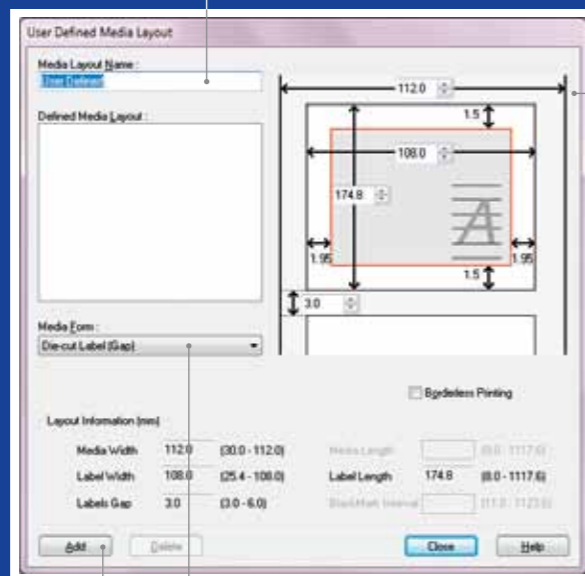 User Defined Media Layout
Media Layout Name :
User Defined
Defined Media Layout :
112.0
1.5
108.0
174.8
A
1.95
1.95
1.5
3.0
Media Form :
Die-cut Label (Gap)
Borderless Printing
Layout Information (mm)
Media Width 112.0 (30.0 - 112.0) Media Length (8.0 - 1117.6)
Label Width 108.0 (25.4 - 108.0) Label Length 174.8 (8.0 - 1117.6)
Labels Gap 3.0 (3.0 - 6.0) BlackMark Interval
Add Delete Close Help